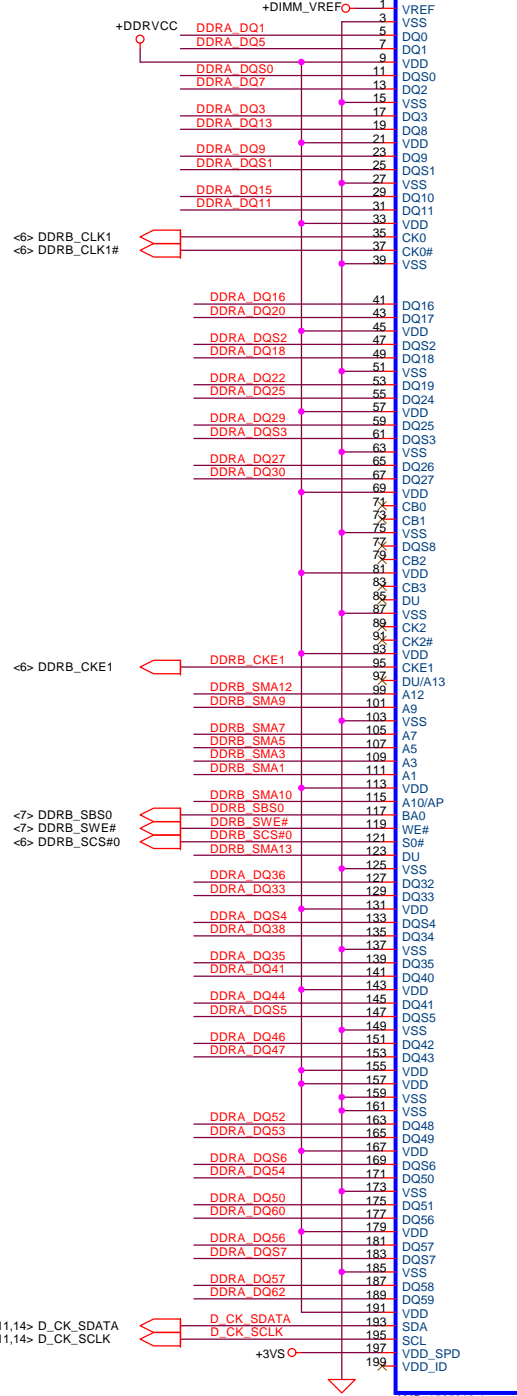 +DIMM_VREF 1 VREF
3 VSS
+DDRVCC
DDRA_DQ1 5 DQ0
DDRA_DQ5 7 DQ1
9 VDD
DDRA_DQS0 11 DQS0
DDRA_DQ7 13 DQ2
15 VSS
DDRA_DQ3 17 DQ3
DDRA_DQ13 19 DQ8
21 VDD
DDRA_DQ9 23 DQ9
DDRA_DQS1 25 DQS1
27 VSS
DDRA_DQ15 29 DQ10
DDRA_DQ11 31 DQ11
33 VDD
<6> DDRB_CLK1 35 CK0
<6> DDRB_CLK1# 37 CK0#
39 VSS
DDRA_DQ16 41 DQ16
DDRA_DQ20 43 DQ17
45 VDD
DDRA_DQS2 47 DQS2
DDRA_DQ18 49 DQ18
51 VSS
DDRA_DQ22 53 DQ19
DDRA_DQ25 55 DQ24
57 VDD
DDRA_DQ29 59 DQ25
DDRA_DQS3 61 DQS3
63 VSS
DDRA_DQ27 65 DQ26
DDRA_DQ30 67 DQ27
69 VDD
71 CB0
73 CB1
75 VSS
77 DQS8
79 CB2
81 VDD
83 CB3
85 DU
87 VSS
89 CK2
91 CK2#
93 VDD
<6> DDRB_CKE1 DDRB_CKE1 95 CKE1
97 DU/A13
DDRB_SMA12 99 A12
DDRB_SMA9 101 A9
103 VSS
DDRB_SMA7 105 A7
DDRB_SMA5 107 A5
DDRB_SMA3 109 A3
DDRB_SMA1 111 A1
113 VDD
DDRB_SMA10 115 A10/AP
<7> DDRB_SBS0 DDRB_SBS0 117 BA0
<7> DDRB_SWE# DDRB_SWE# 119 WE#
<6> DDRB_SCS#0 DDRB_SCS#0 121 S0#
DDRB_SMA13 123 DU
125 VSS
DDRA_DQ36 127 DQ32
DDRA_DQ33 129 DQ33
131 VDD
DDRA_DQS4 133 DQS4
DDRA_DQ38 135 DQ34
137 VSS
DDRA_DQ35 139 DQ35
DDRA_DQ41 141 DQ40
143 VDD
DDRA_DQ44 145 DQ41
DDRA_DQS5 147 DQS5
149 VSS
DDRA_DQ46 151 DQ42
DDRA_DQ47 153 DQ43
155 VDD
157 VDD
159 VSS
161 VSS
DDRA_DQ52 163 DQ48
DDRA_DQ53 165 DQ49
167 VDD
DDRA_DQS6 169 DQS6
DDRA_DQ54 171 DQ50
173 VSS
DDRA_DQ50 175 DQ51
DDRA_DQ60 177 DQ56
179 VDD
DDRA_DQ56 181 DQ57
DDRA_DQS7 183 DQS7
185 VSS
DDRA_DQ57 187 DQ58
DDRA_DQ62 189 DQ59
191 VDD
11,14> D_CK_SDATA D_CK_SDATA 193 SDA
11,14> D_CK_SCLK D_CK_SCLK 195 SCL
+3VS 197 VDD_SPD
199 VDD_ID